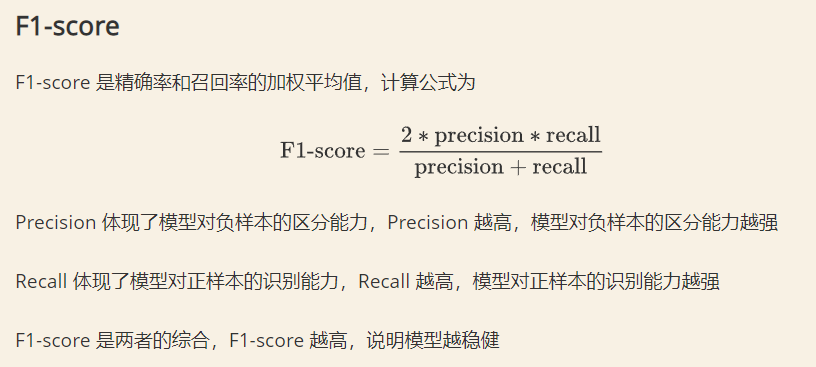 F1-score
F1-score 是精确率和召回率的加权平均值，计算公式为
F1-score = \frac{2 * precision * recall}{precision + recall}
Precision 体现了模型对负样本的区分能力，Precision 越高，模型对负样本的区分能力越强
Recall 体现了模型对正样本的识别能力，Recall 越高，模型对正样本的识别能力越强
F1-score 是两者的综合，F1-score 越高，说明模型越稳健